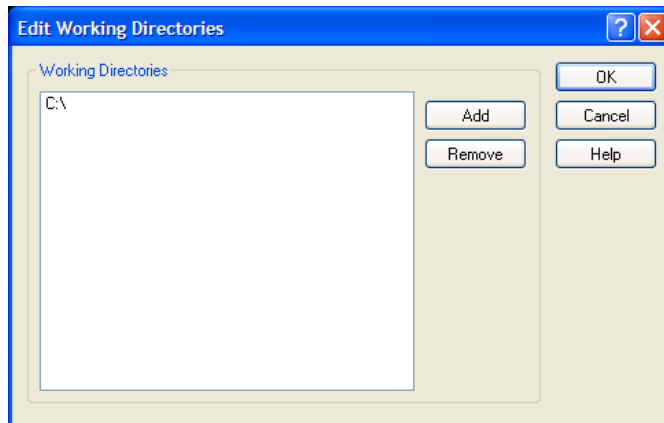 Edit Working Directories
?
Working Directories
OK
C:\
Add
Cancel
Remove
Help